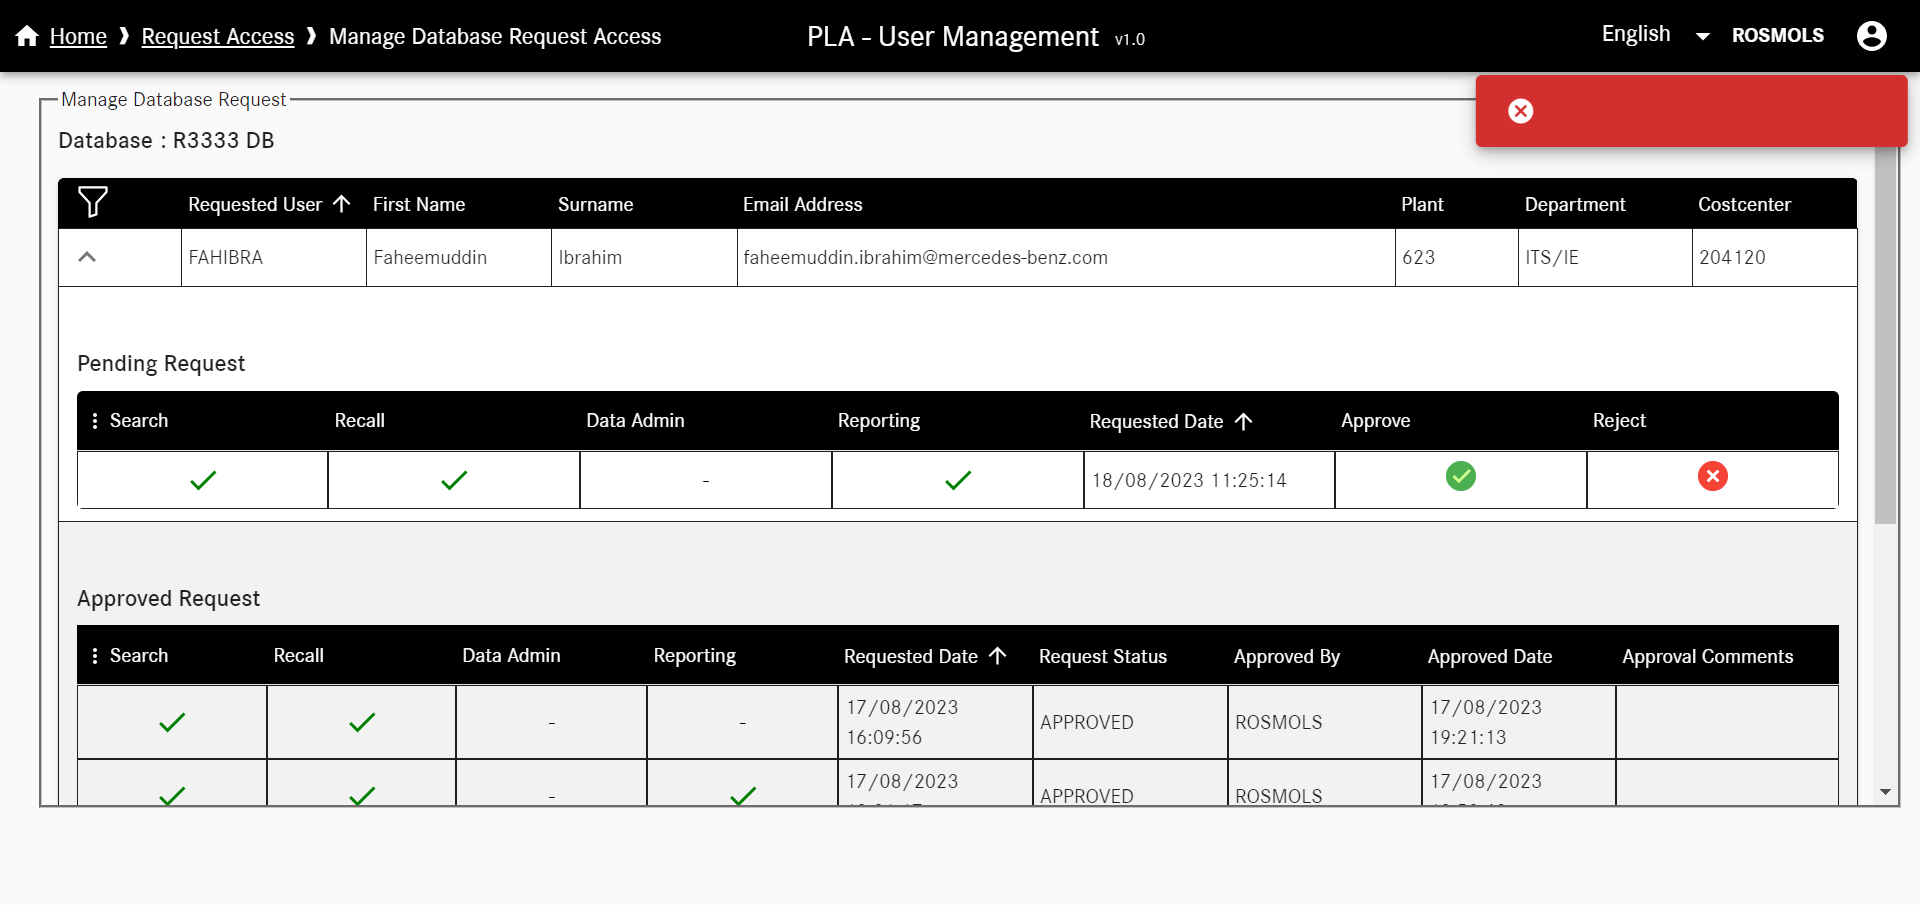 Home ❱ Request Access ❱ Manage Database Request Access
PLA - User Management v1.0
English
ROSMOLS
Manage Database Request
Database : R3333 DB
Requested User First Name Surname Email Address Plant Department Costcenter
FAHIBRA Faheemuddin Ibrahim faheemuddin.ibrahim@mercedes-benz.com 623 ITS/IE 204120
Pending Request
Search Recall Data Admin Reporting Requested Date Approve Reject
- 18/08/2023 11:25:14
Approved Request
Search Recall Data Admin Reporting Requested Date Request Status Approved By Approved Date Approval Comments
- - 17/08/2023 16:09:56 APPROVED ROSMOLS 17/08/2023 19:21:13
- 17/08/2023 APPROVED ROSMOLS 17/08/2023